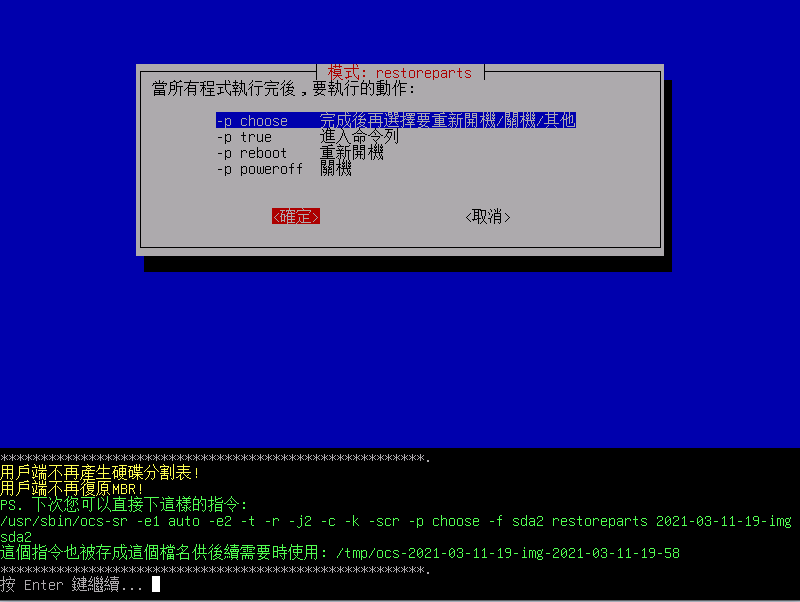 模式: restoreparts
當所有程式執行完後，要執行的動作:
-p choose 完成後再選擇要重新開機/關機/其他
-p true 進入命令列
-p reboot 重新開機
-p poweroff 關機
<確定> <取消>
*****************************************************.
用戶端不再產生硬碟分割表!
用戶端不再復原MBR!
PS. 下次您可以直接下這樣的指令:
/usr/sbin/ocs-sr -e1 auto -e2 -t -r -j2 -c -k -scr -p choose -f sda2 restoreparts 2021-03-11-19-img
sda2
這個指令也被存成這個檔名供後續需要時使用: /tmp/ocs-2021-03-11-19-img-2021-03-11-19-58
*****************************************************.
按 Enter 鍵繼續...